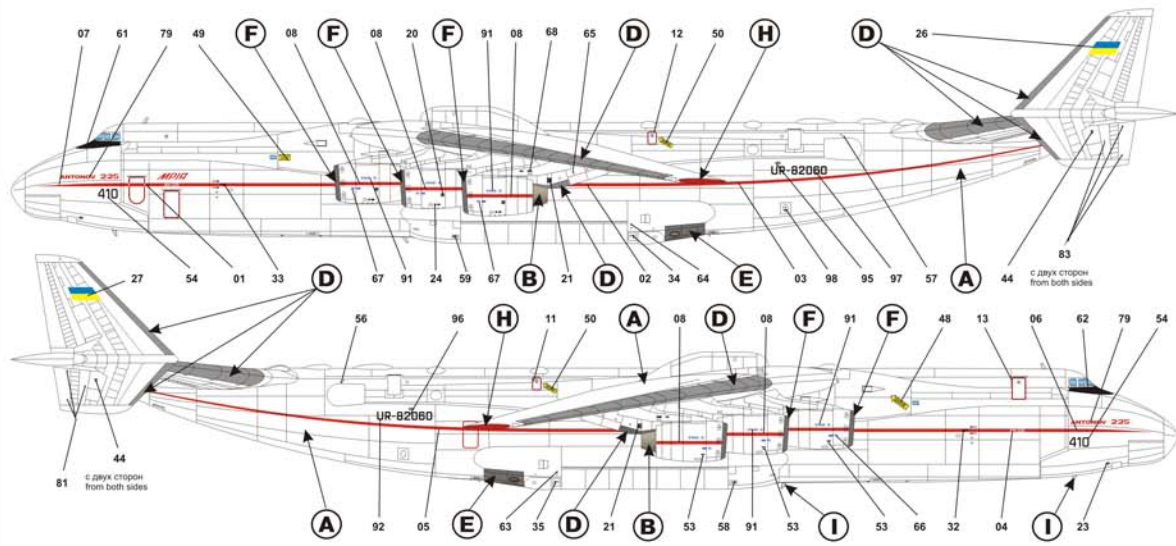 07 61 79 49 F 08 F 08 20 F 91 08 68 65 D 12 50 H D 26
ANTONOV 225
410
UR-82060
54 01 33 67 91 24 59 67 B 21 D 02 34 64 E 03 98 95 97 57 A 44 83
с двух сторон
from both sides
27 D 56 96 H 11 50 A 08 D 08 F 91 F 48 13 06 62 79 54
UR-82060
ANTONOV 225
410
44
с двух сторон
from both sides
81 A 92 05 E 63 35 D 21 B 53 58 91 53 I 53 66 32 04 I 23